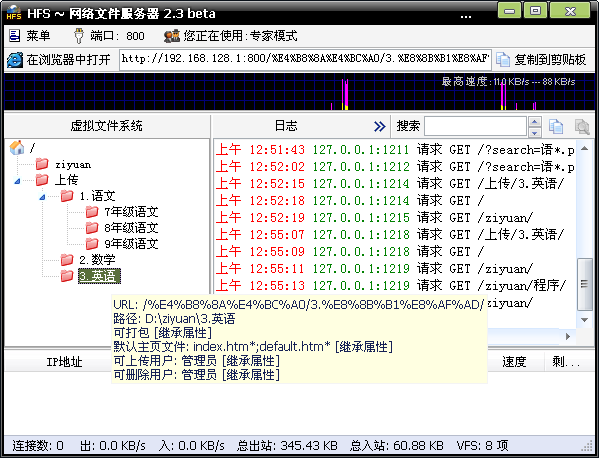 HFS ~ 网络文件服务器 2.3 beta
菜单 端口: 800 您正在使用:专家模式
在浏览器中打开 http://192.168.128.1:800/%E4%B8%8A%E4%BC%A0/3.%E8%8B%B1%E8%AF% 复制到剪贴板
最高速度:11.0 KB/s --- 88 KB/s
虚拟文件系统 日志 搜索
/
ziyuan
上传
1.语文
7年级语文
8年级语文
9年级语文
2.数学
3.英语
上午 12:51:43 127.0.0.1:1211 请求 GET /?search=语*.p
上午 12:52:02 127.0.0.1:1212 请求 GET /?search=语*.p
上午 12:52:15 127.0.0.1:1214 请求 GET /上传/3.英语/
上午 12:52:18 127.0.0.1:1214 请求 GET /
上午 12:52:19 127.0.0.1:1215 请求 GET /ziyuan/
上午 12:55:07 127.0.0.1:1218 请求 GET /上传/3.英语/
上午 12:55:09 127.0.0.1:1218 请求 GET /
上午 12:55:11 127.0.0.1:1219 请求 GET /ziyuan/
上午 12:55:13 127.0.0.1:1219 请求 GET /ziyuan/程序/
/ziyuan/
URL: /%E4%B8%8A%E4%BC%A0/3.%E8%8B%B1%E8%AF%AD/
路径: D:\ziyuan\3.英语
可打包 [继承属性]
默认主页文件: index.htm*;default.htm* [继承属性]
可上传用户: 管理员 [继承属性]
可删除用户: 管理员 [继承属性]
IP地址 速度 剩...
连接数: 0 出: 0.0 KB/s 入: 0.0 KB/s 总出站: 345.43 KB 总入站: 60.88 KB VFS: 8 项